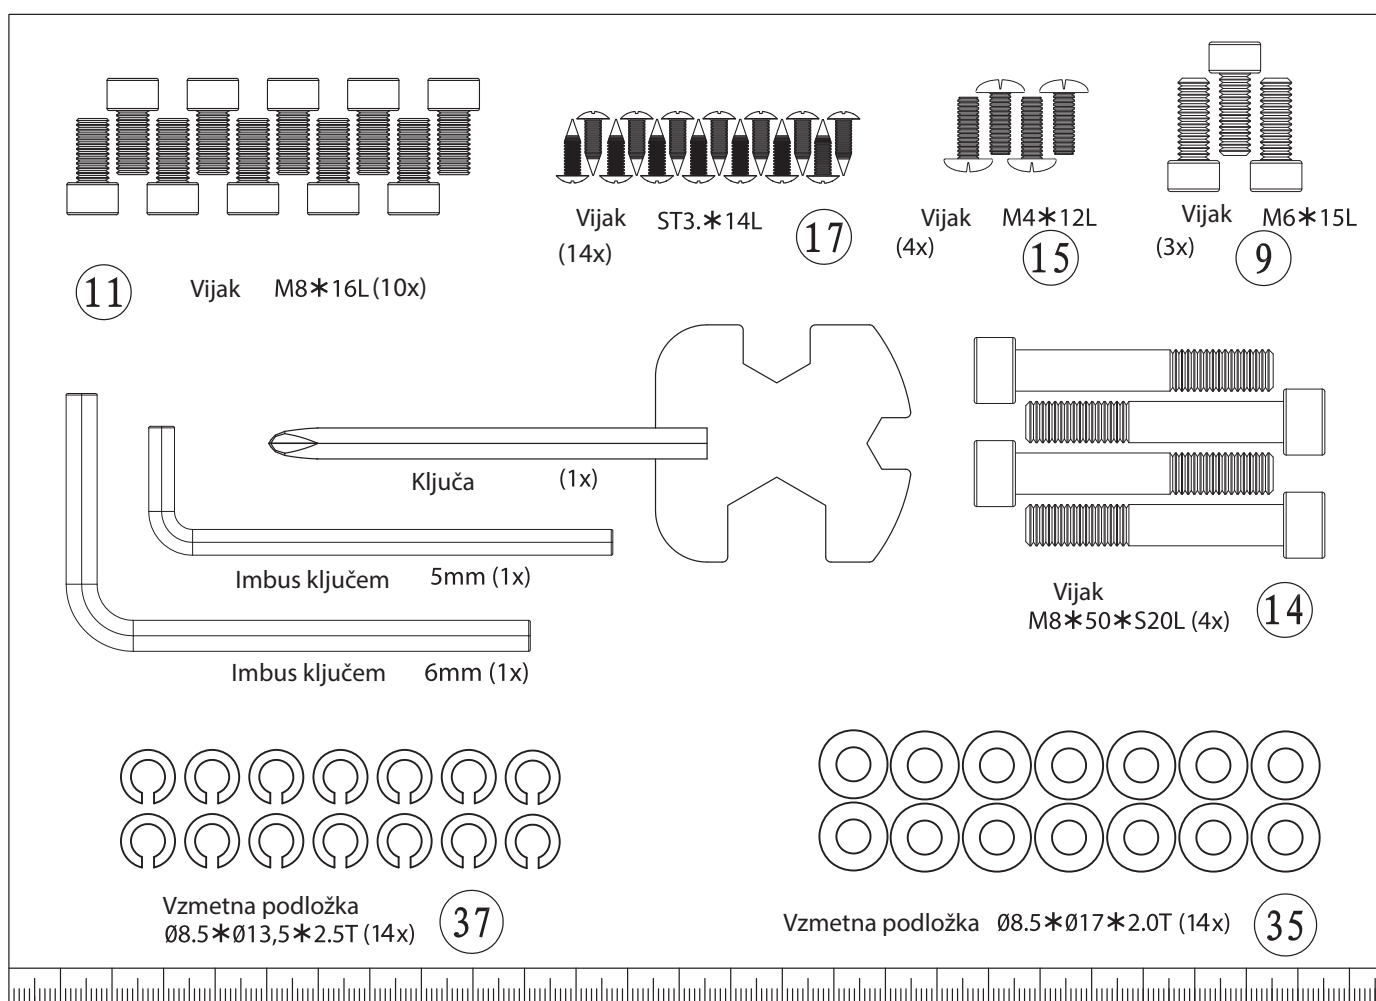 Vijak ST3.*14L
(14x)
17
Vijak M4*12L
(4x)
15
Vijak M6*15L
(3x)
9
11
Vijak M8*16L (10x)
Ključa (1x)
Imbus ključem 5mm (1x)
Imbus ključem 6mm (1x)
Vijak
M8*50*S20L (4x)
14
Vzmetna podložka
Ø8.5*Ø13,5*2.5T (14x)
37
Vzmetna podložka Ø8.5*Ø17*2.0T (14x)
35